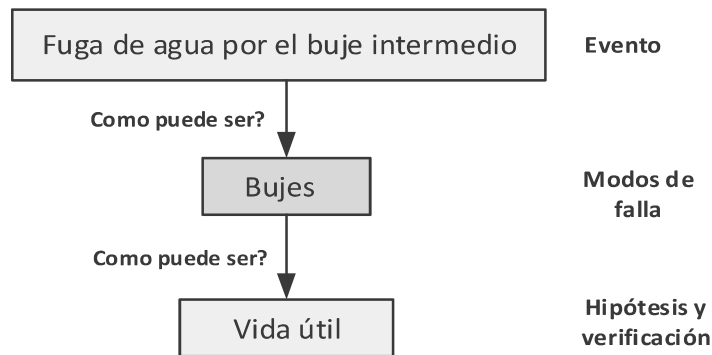 Fuga de agua por el buje intermedio
Evento
Como puede ser?
Bujes
Modos de
falla
Como puede ser?
Vida útil
Hipótesis y
verificación